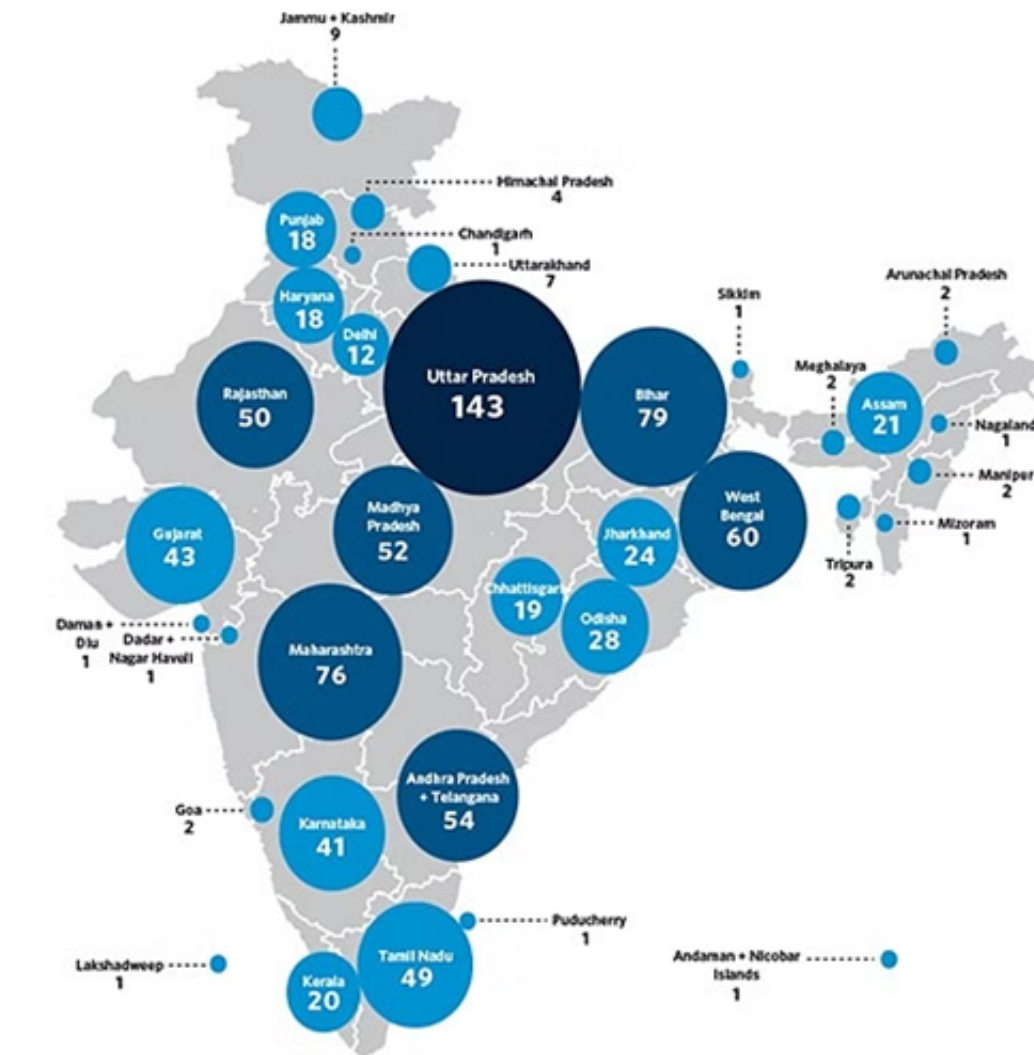 Jammu + Kashmir
9
Himachal Pradesh
4
Punjab
18
Chandigarh
1
Uttarakhand
7
Haryana
18
Delhi
12
Uttar Pradesh
143
Rajasthan
50
Bihar
79
Sikkim
1
Arunachal Pradesh
2
Meghalaya
2
Assam
21
Nagaland
1
Manipur
2
Mizoram
1
Tripura
2
West
Bengal
60
Madhya
Pradesh
52
Jharkhand
24
Gujarat
43
Chhattisgarh
19
Odisha
28
Daman +
Diu
1
Dadar +
Nagar Haveli
1
Maharashtra
76
Andhra Pradesh
+ Telangana
54
Goa
2
Karnataka
41
Puducherry
1
Tamil Nadu
49
Kerala
20
Lakshadweep
1
Andaman + Nicobar
Islands
1